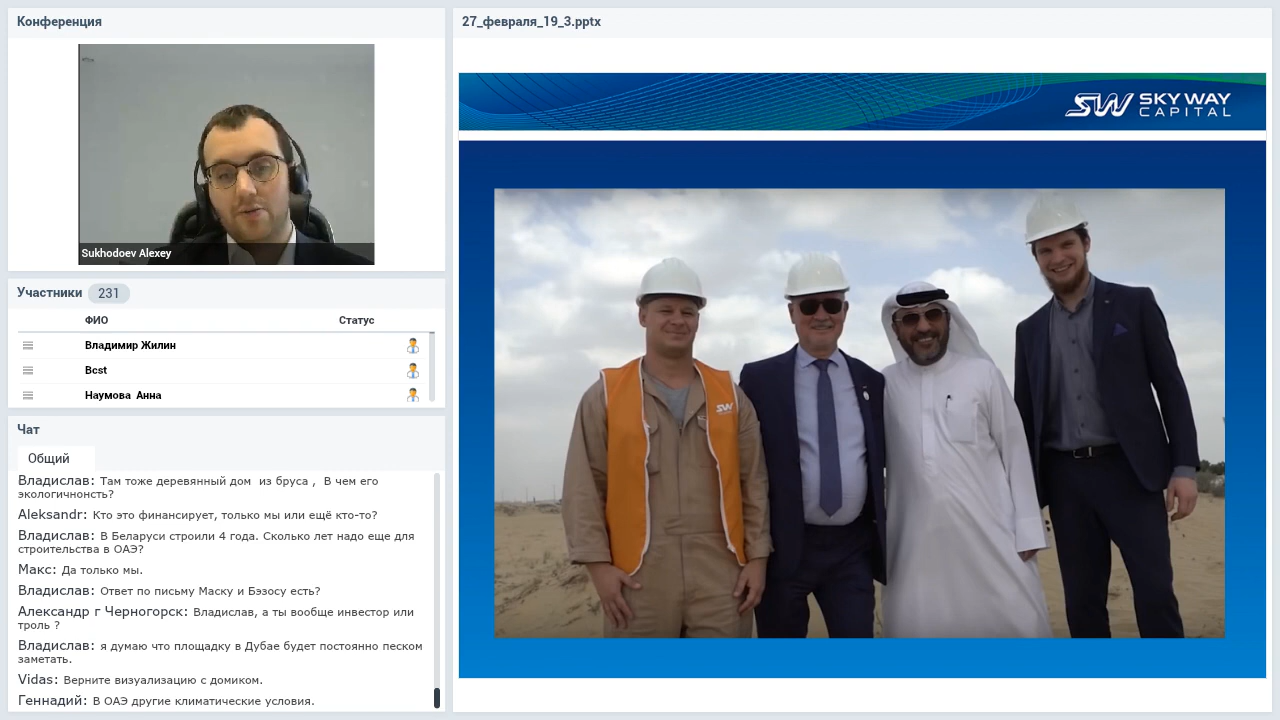 Конференция
Sukhodoev Alexey
Участники 231
ФИО Статус
Владимир Жилин
Bcst
Наумова Анна
Чат
Общий
Владислав: Там тоже деревянный дом из бруса , В чем его
экологичнонсть?
Aleksandr: Кто это финансирует, только мы или ещё кто-то?
Владислав: В Беларуси строили 4 года. Сколько лет надо еще для
строительства в ОАЭ?
Макс: Да только мы.
Владислав: Ответ по письму Маску и Бэзосу есть?
Александр г Черногорск: Владислав, а ты вообще инвестор или
троль ?
Владислав: я думаю что площадку в Дубае будет постоянно песком
заметать.
Vidas: Верните визуализацию с домиком.
Геннадий: В ОАЭ другие климатические условия.
27_февраля_19_3.pptx
SW SKY WAY
CAPITAL
SW